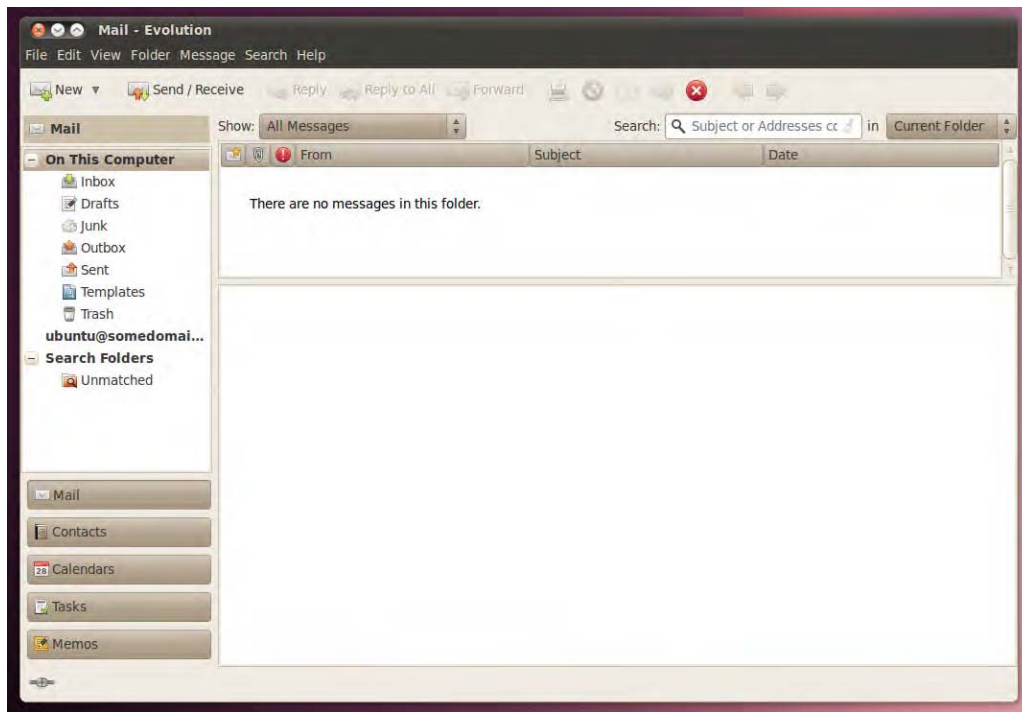 Mail - Evolution
File Edit View Folder Message Search Help
New Send / Receive Reply Reply to All Forward
Mail
Show: All Messages Search: Subject or Addresses cc in Current Folder
On This Computer
From Subject Date
Inbox
Drafts
There are no messages in this folder.
Junk
Outbox
Sent
Templates
Trash
ubuntu@somedomai...
Search Folders
Unmatched
Mail
Contacts
28 Calendars
Tasks
Memos